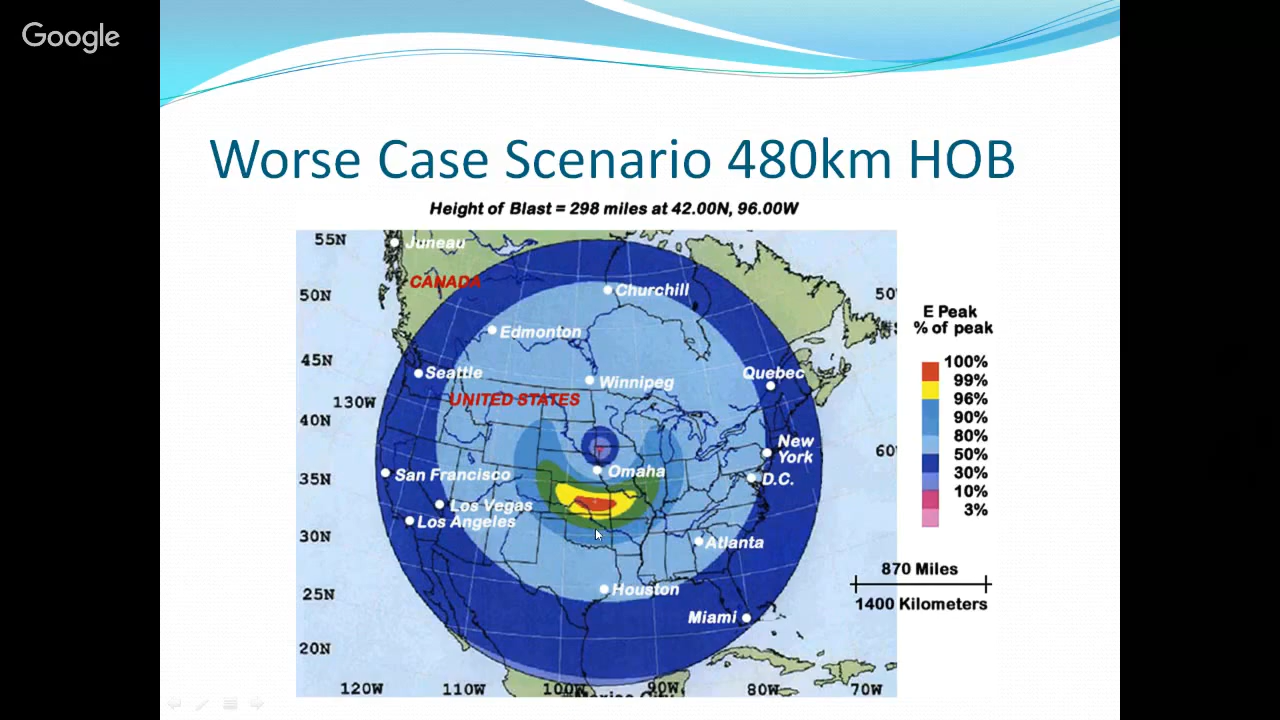 Google
Worse Case Scenario 480km HOB
Height of Blast = 298 miles at 42.00N, 96.00W
55N
Juneau
CANADA
50N
Churchill
50
Edmonton
45N
Seattle
Winnipeg
Quebec
130W
UNITED STATES
40N
New
York
60
35N
San Francisco
Omaha
D.C.
Las Vegas
Los Angeles
30N
Atlanta
25N
Houston
Miami
20N
120W
110W
100W
90W
80W
70W
Mexico City
E Peak
% of peak
100%
99%
96%
90%
80%
50%
30%
10%
3%
870 Miles
1400 Kilometers